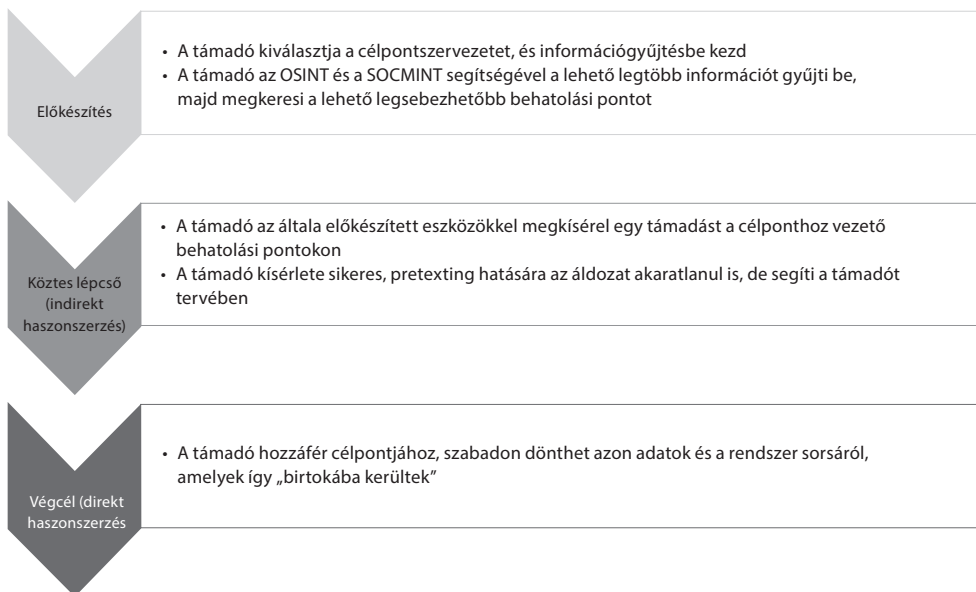 Előkészítés
• A támadó kiválasztja a célpontszervezetet, és információgyűjtésbe kezd
• A támadó az OSINT és a SOCMINT segítségével a lehető legtöbb információt gyűjti be,
majd megkeresi a lehető legsebezhetőbb behatolási pontot
Köztes lépcső
(indirekt
haszonszerzés)
• A támadó az általa előkészített eszközökkel megkísérel egy támadást a célponthoz vezető
behatolási pontokon
• A támadó kísérlete sikeres, pretexting hatására az áldozat akaratlanul is, de segíti a támadót
tervében
Végcél (direkt
haszonszerzés
• A támadó hozzáfér célpontjához, szabadon dönthet azon adatok és a rendszer sorsáról,
amelyek így „birtokába kerültek”